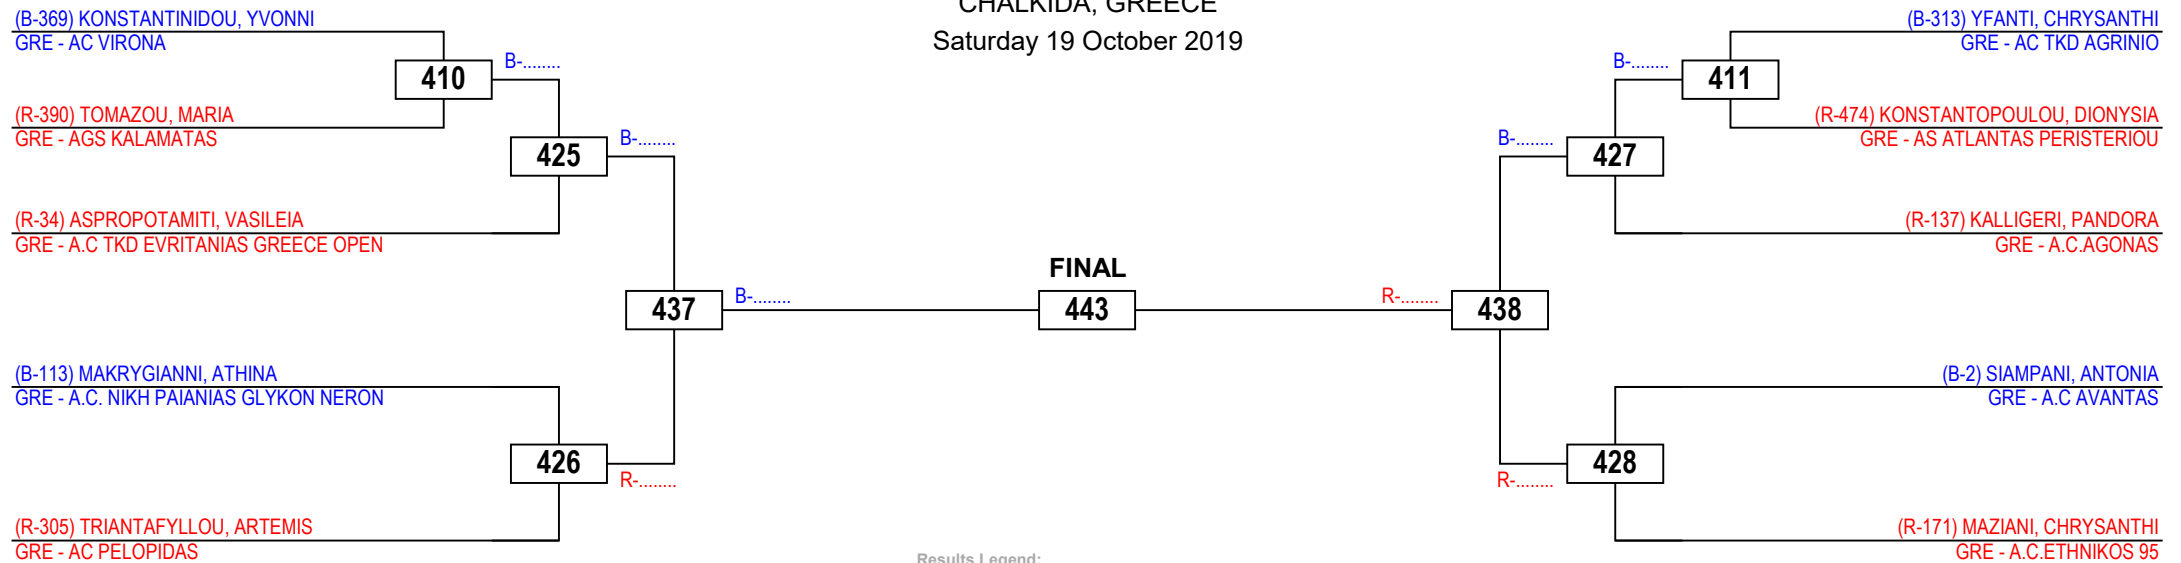 CHALKIDA, GREECE
Saturday 19 October 2019
(B-369) KONSTANTINIDOU, YVONNI
GRE - AC VIRONA
410
B-........
(R-390) TOMAZOU, MARIA
GRE - AGS KALAMATAS
425
B-........
(R-34) ASPROPOTAMITI, VASILEIA
GRE - A.C TKD EVRITANIAS GREECE OPEN
437
B-........
(B-113) MAKRYGIANNI, ATHINA
GRE - A.C. NIKH PAIANIAS GLYKON NERON
426
R-........
(R-305) TRIANTAFYLLOU, ARTEMIS
GRE - AC PELOPIDAS
FINAL
443
(B-313) YFANTI, CHRYSANTHI
GRE - AC TKD AGRINIO
B-........
411
(R-474) KONSTANTOPOULOU, DIONYSIA
GRE - AS ATLANTAS PERISTERIOU
B-........
427
(R-137) KALLIGERI, PANDORA
GRE - A.C.AGONAS
R-........
438
(B-2) SIAMPANI, ANTONIA
GRE - A.C AVANTAS
428
R-........
(R-171) MAZIANI, CHRYSANTHI
GRE - A.C.ETHNIKOS 95
Results Legend: